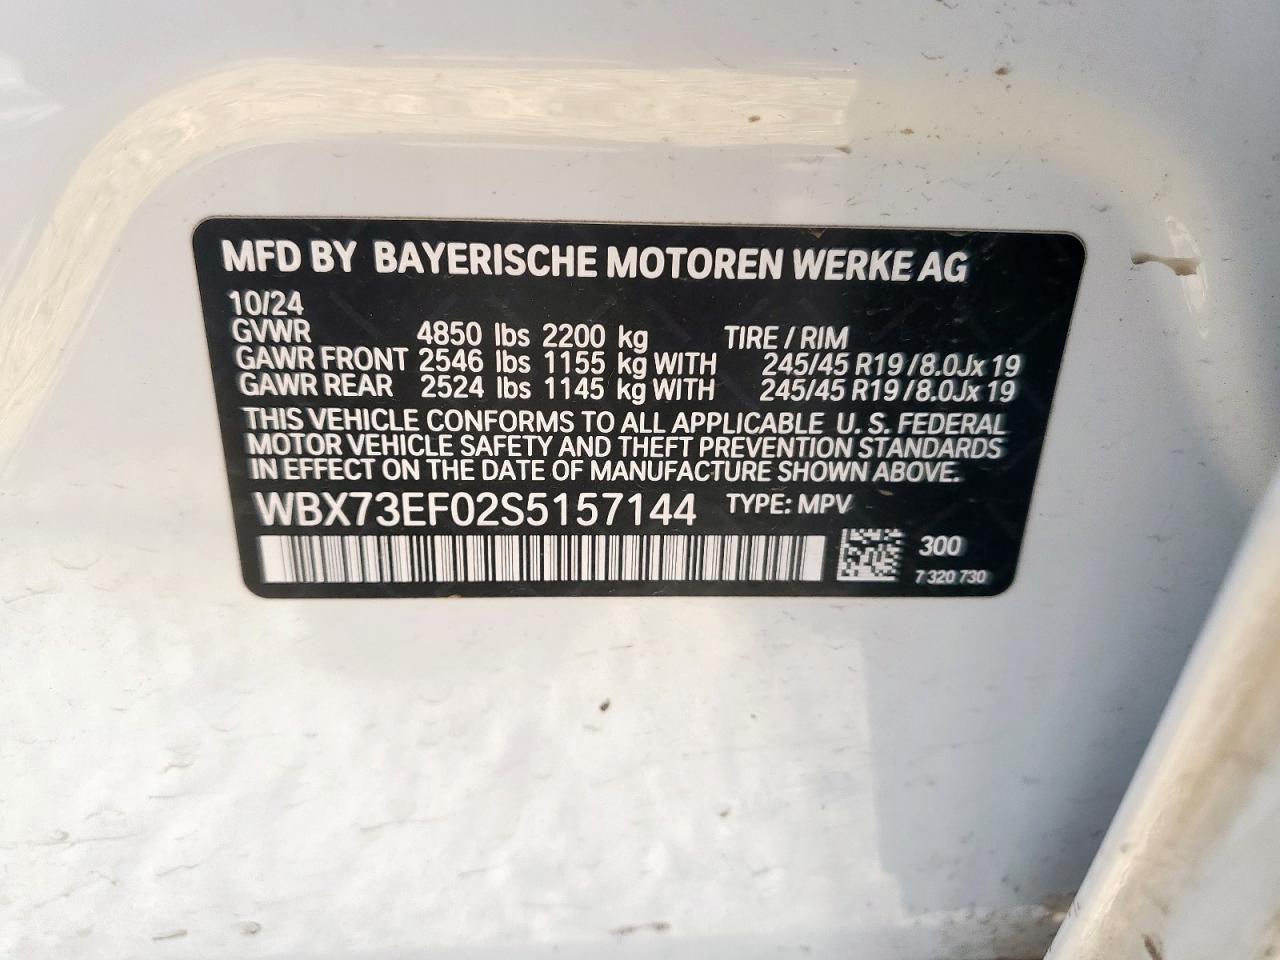 MFD BY BAYERISCHE MOTOREN WERKE AG
10/24
GVWR 4850 lbs 2200 kg TIRE / RIM
GAWR FRONT 2546 lbs 1155 kg WITH 245/45 R19 /8.0Jx 19
GAWR REAR 2524 lbs 1145 kg WITH 245/45 R19 /8.0Jx 19
THIS VEHICLE CONFORMS TO ALL APPLICABLE U. S. FEDERAL
MOTOR VEHICLE SAFETY AND THEFT PREVENTION STANDARDS
IN EFFECT ON THE DATE OF MANUFACTURE SHOWN ABOVE.
WBX73EF02S5157144 TYPE: MPV
300
7 320 730